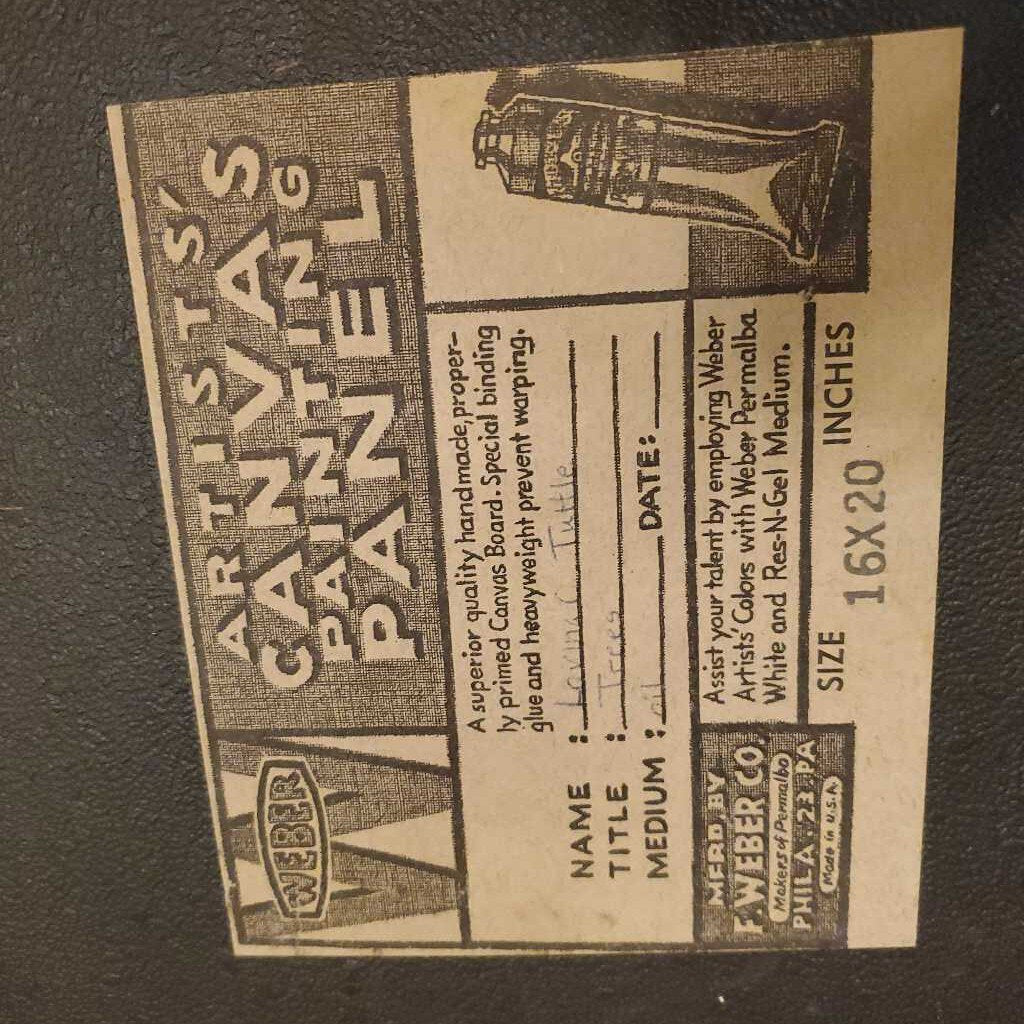 WEBER
ARTISTS'
CANVAS
PAINTING
PANEL
A superior quality handmade, proper-
ly primed Canvas Board. Special binding
glue and heavyweight prevent warping.
NAME : Lavina C Tuttle
TITLE : Trees
MEDIUM : oil DATE:
MFRD. BY
F. WEBER CO.
Makers of Permalba
PHILA. 23, PA
Made in U.S.A.
Assist your talent by employing Weber
Artists' Colors with Weber Permalba
White and Res-N-Gel Medium.
SIZE 16X20 INCHES